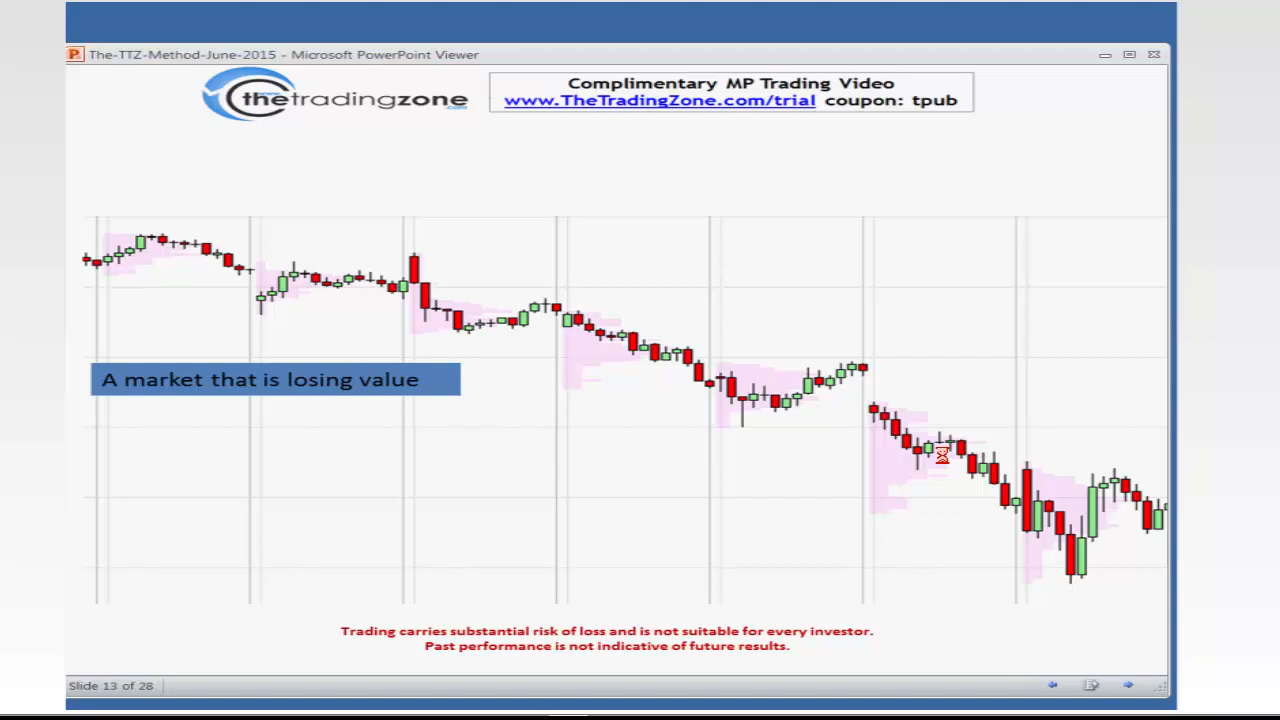 The-TTZ-Method-June-2015 - Microsoft PowerPoint Viewer
thetradingzone
.com
Complimentary MP Trading Video
www.TheTradingZone.com/trial coupon: tpub
A market that is losing value
Trading carries substantial risk of loss and is not suitable for every investor.
Past performance is not indicative of future results.
Slide 13 of 28